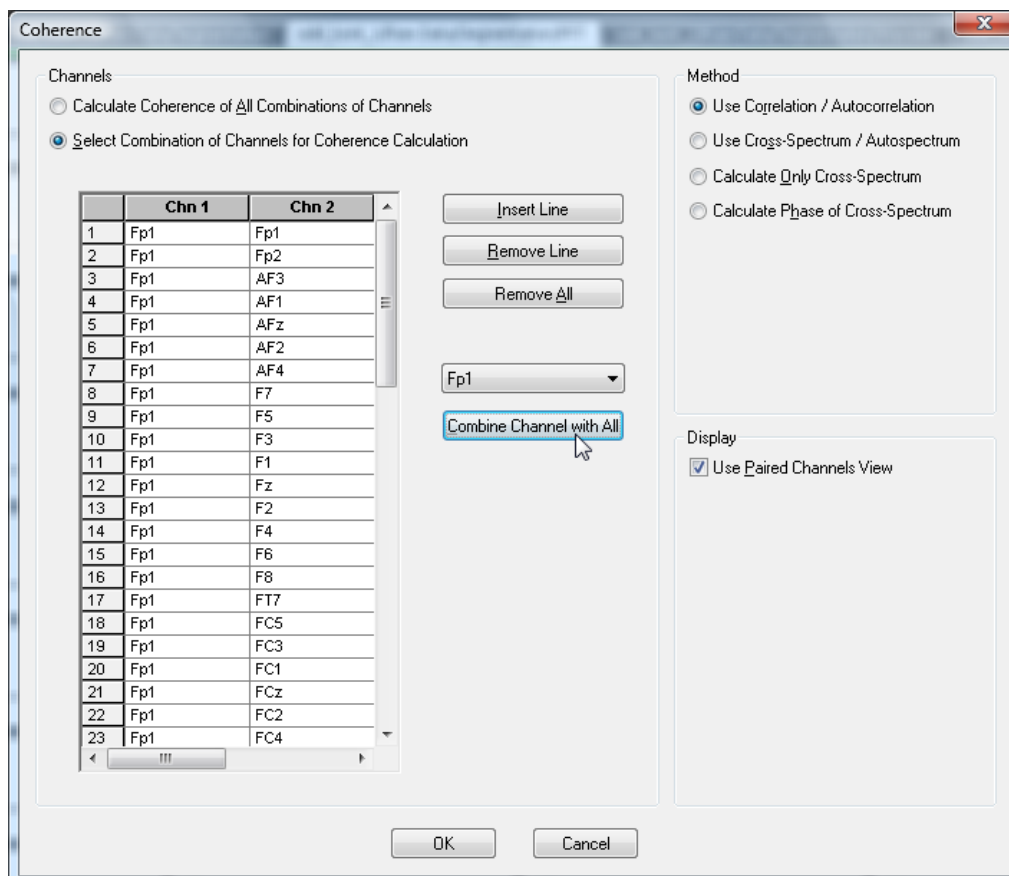 Coherence
Channels
Calculate Coherence of All Combinations of Channels
Select Combination of Channels for Coherence Calculation
Chn 1 Chn 2
1 Fp1 Fp1
2 Fp1 Fp2
3 Fp1 AF3
4 Fp1 AF1
5 Fp1 AFz
6 Fp1 AF2
7 Fp1 AF4
8 Fp1 F7
9 Fp1 F5
10 Fp1 F3
11 Fp1 F1
12 Fp1 Fz
13 Fp1 F2
14 Fp1 F4
15 Fp1 F6
16 Fp1 F8
17 Fp1 FT7
18 Fp1 FC5
19 Fp1 FC3
20 Fp1 FC1
21 Fp1 FCz
22 Fp1 FC2
23 Fp1 FC4
Insert Line
Remove Line
Remove All
Fp1
Combine Channel with All
Method
Use Correlation / Autocorrelation
Use Cross-Spectrum / Autospectrum
Calculate Only Cross-Spectrum
Calculate Phase of Cross-Spectrum
Display
Use Paired Channels View
OK
Cancel